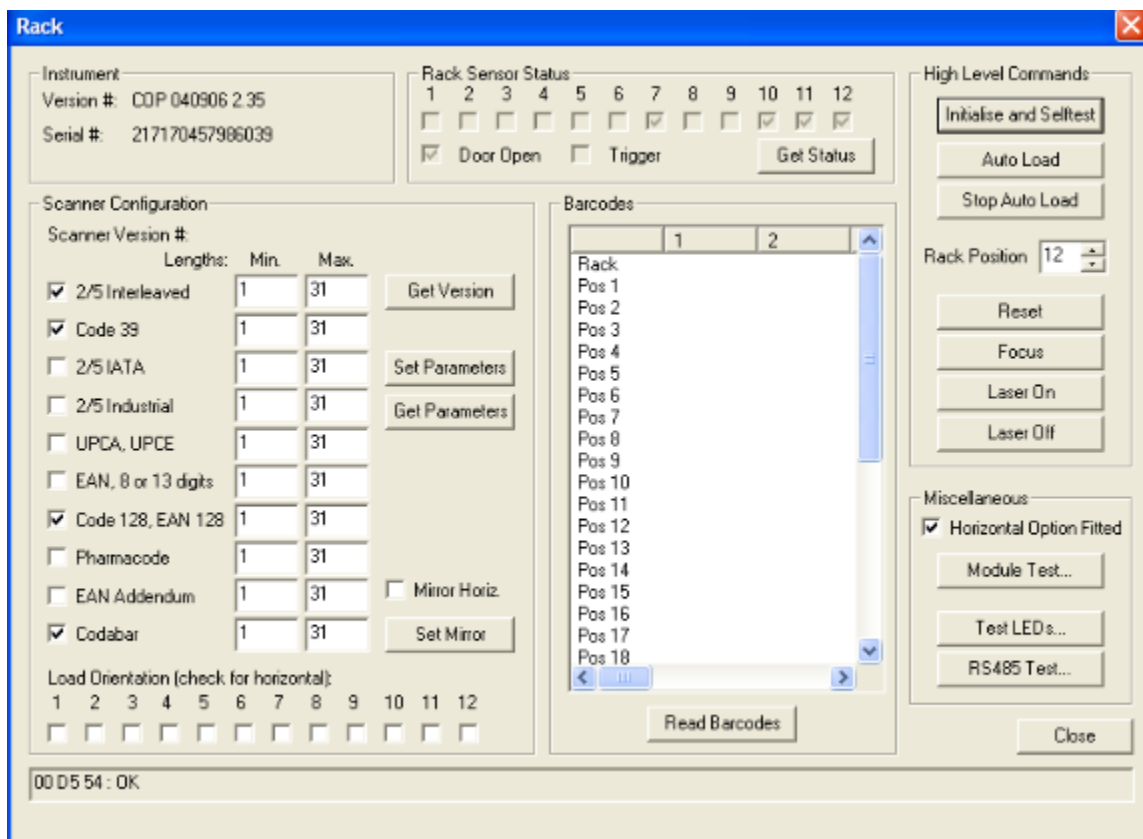 Rack
Instrument
Version #: COP 040906 2.35
Serial #: 217170457986039
Rack Sensor Status
1 2 3 4 5 6 7 8 9 10 11 12
Door Open Trigger Get Status
High Level Commands
Initialise and Selftest
Auto Load
Stop Auto Load
Rack Position 12
Reset
Focus
Laser On
Laser Off
Scanner Configuration
Scanner Version #:
Lengths: Min. Max.
2/5 Interleaved 1 31 Get Version
Code 39 1 31
2/5 IATA 1 31 Set Parameters
2/5 Industrial 1 31 Get Parameters
UPCA, UPCE 1 31
EAN, 8 or 13 digits 1 31
Code 128, EAN 128 1 31
Pharmacode 1 31
EAN Addendum 1 31 Mirror Horiz.
Codabar 1 31 Set Mirror
Load Orientation (check for horizontal):
1 2 3 4 5 6 7 8 9 10 11 12
Barcodes
1 2
Rack
Pos 1
Pos 2
Pos 3
Pos 4
Pos 5
Pos 6
Pos 7
Pos 8
Pos 9
Pos 10
Pos 11
Pos 12
Pos 13
Pos 14
Pos 15
Pos 16
Pos 17
Pos 18
Read Barcodes
Miscellaneous
Horizontal Option Fitted
Module Test...
Test LEDs...
RS485 Test...
Close
00 D5 54 : OK